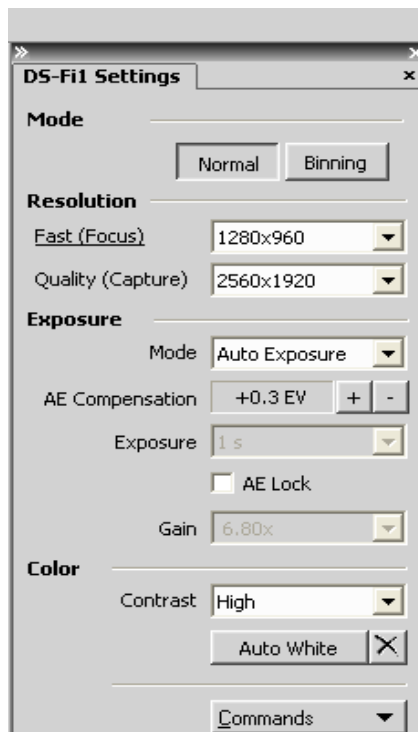 DS-Fi1 Settings
Mode
Normal Binning
Resolution
Fast (Focus) 1280x960
Quality (Capture) 2560x1920
Exposure
Mode Auto Exposure
AE Compensation +0.3 EV + -
Exposure 1 s
AE Lock
Gain 6.80x
Color
Contrast High
Auto White
Commands